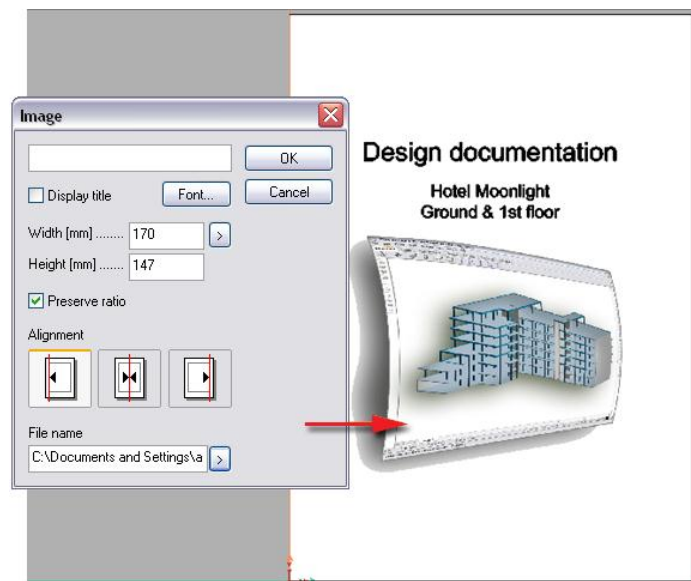 Image
OK
Display title
Font...
Cancel
Width [mm] ........ 170
>
Height [mm] ...... 147
Preserve ratio
Alignment
File name
C:\Documents and Settings\a
>
Design documentation
Hotel Moonlight
Ground & 1st floor